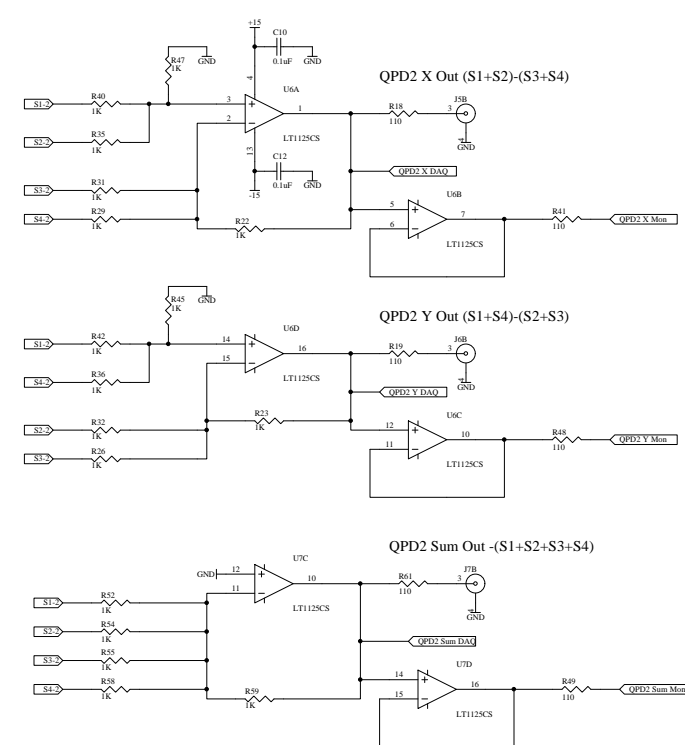 +15
C10
0.1uF
GND
R47
1K
GND
4
U6A
QPD2 X Out (S1+S2)-(S3+S4)
S1-2
R40
1K
3
+
1
R18
110
3
J5B
4
GND
S2-2
R35
1K
2
−
LT1125CS
13
C12
0.1uF
GND
-15
QPD2 X DAQ
S3-2
R31
1K
S4-2
R29
1K
R22
1K
U6B
5
+
6
−
7
LT1125CS
R41
110
QPD2 X Mon
R45
1K
GND
U6D
QPD2 Y Out (S1+S4)-(S2+S3)
S1-2
R42
1K
14
+
15
−
16
LT1125CS
R19
110
3
J6B
4
GND
S4-2
R36
1K
QPD2 Y DAQ
S2-2
R32
1K
R23
1K
S3-2
R26
1K
U6C
12
+
11
−
10
LT1125CS
R48
110
QPD2 Y Mon
QPD2 Sum Out -(S1+S2+S3+S4)
U7C
GND
12
+
11
−
10
LT1125CS
R61
110
3
J7B
4
GND
S1-2
R52
1K
S2-2
R54
1K
QPD2 Sum DAQ
S3-2
R55
1K
S4-2
R58
1K
R59
1K
U7D
14
+
15
−
16
LT1125CS
R49
110
QPD2 Sum Mon